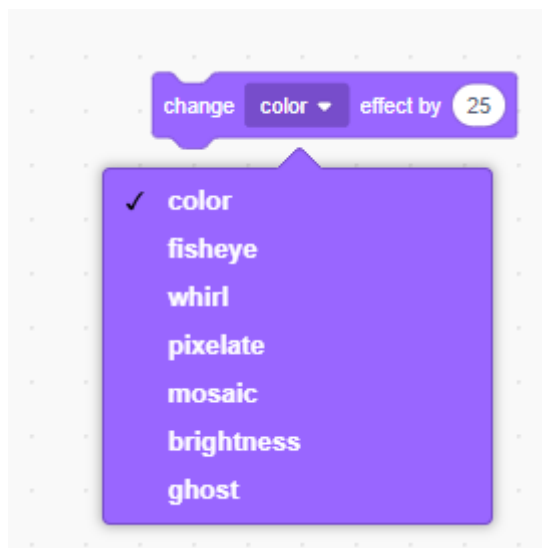 change color effect by 25
✓ color
fisheye
whirl
pixelate
mosaic
brightness
ghost